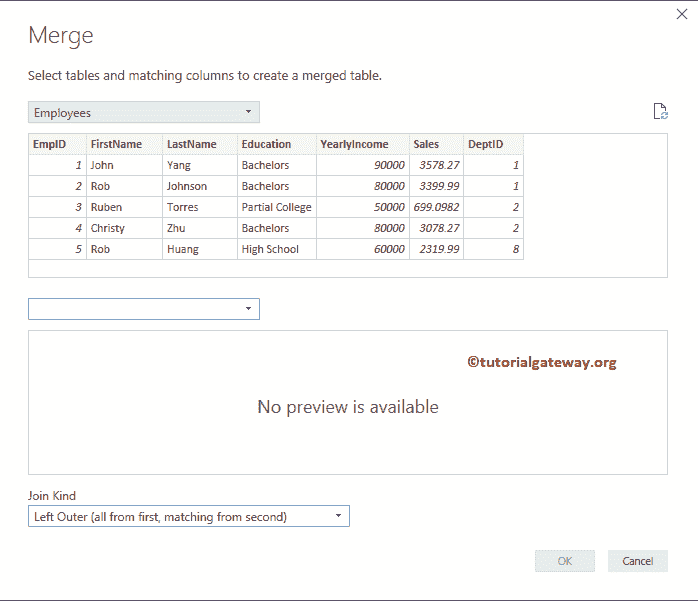 Merge
Select tables and matching columns to create a merged table.
Employees
EmpID FirstName LastName Education YearlyIncome Sales DeptID
1 John Yang Bachelors 90000 3578.27 1
2 Rob Johnson Bachelors 80000 3399.99 1
3 Ruben Torres Partial College 50000 699.0982 2
4 Christy Zhu Bachelors 80000 3078.27 2
5 Rob Huang High School 60000 2319.99 8
©tutorialgateway.org
No preview is available
Join Kind
Left Outer (all from first, matching from second)
OK Cancel